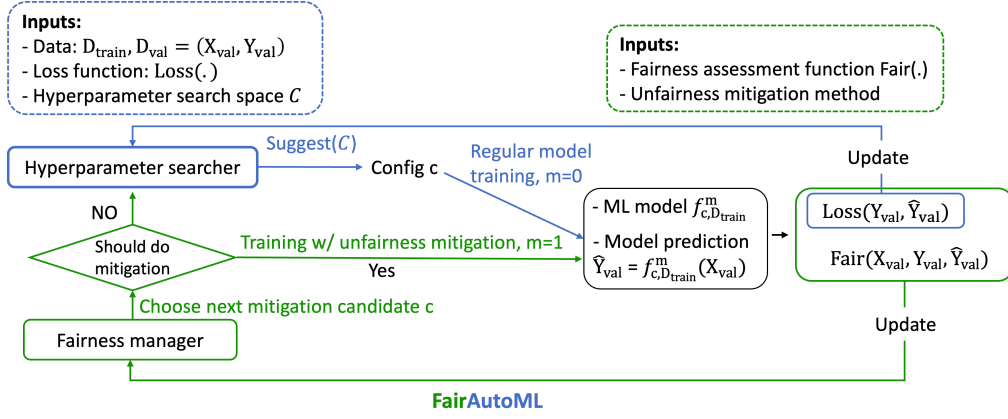 Inputs:
- Data: D_train, D_val = (X_val, Y_val)
- Loss function: Loss(.)
- Hyperparameter search space C
Inputs:
- Fairness assessment function Fair(.)
- Unfairness mitigation method
Suggest(C)
Hyperparameter searcher
Config c
Regular model
training, m=0
Update
NO
- ML model f^m_{c,D_train}
- Model prediction
Ŷ_val = f^m_{c,D_train}(X_val)
Loss(Y_val, Ŷ_val)
Fair(X_val, Y_val, Ŷ_val)
Should do
mitigation
Training w/ unfairness mitigation, m=1
Yes
Choose next mitigation candidate c
Fairness manager
Update
FairAutoML